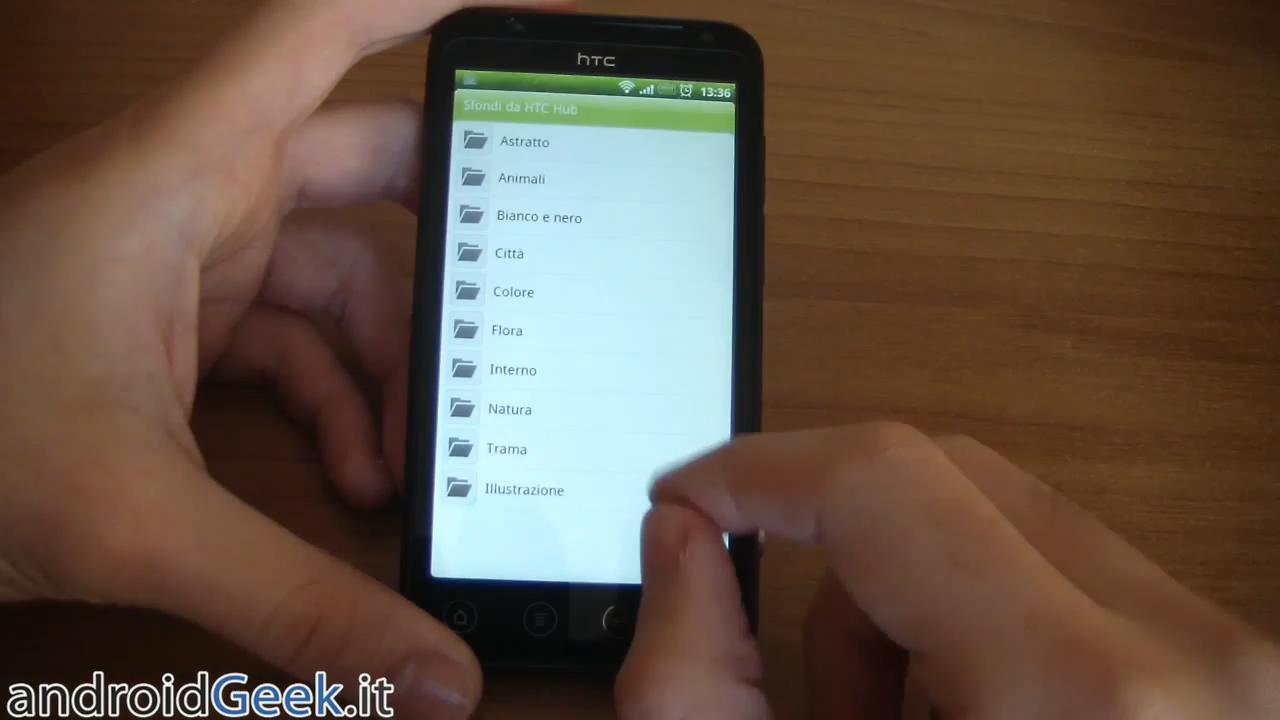 hTC
13:36
Sfondi da HTC Hub
Astratto
Animali
Bianco e nero
Città
Colore
Flora
Interno
Natura
Trama
Illustrazione
androidGeek.it